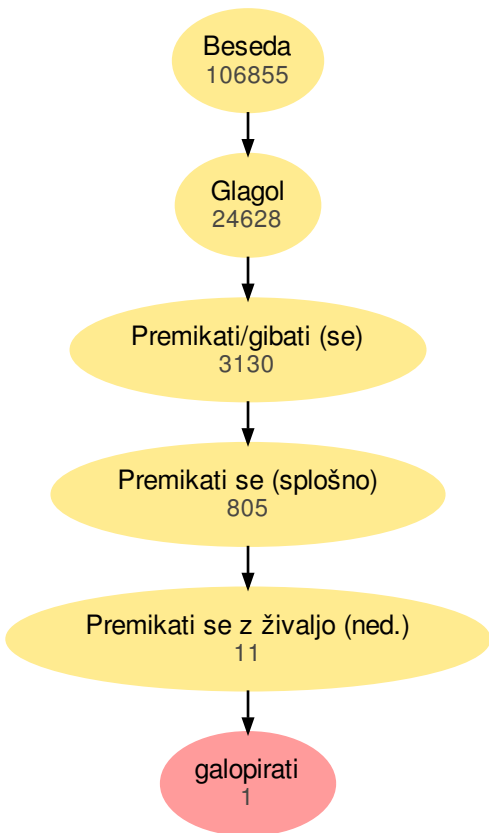 Beseda
106855
Glagol
24628
Premikati/gibati (se)
3130
Premikati se (splošno)
805
Premikati se z živaljo (ned.)
11
galopirati
1